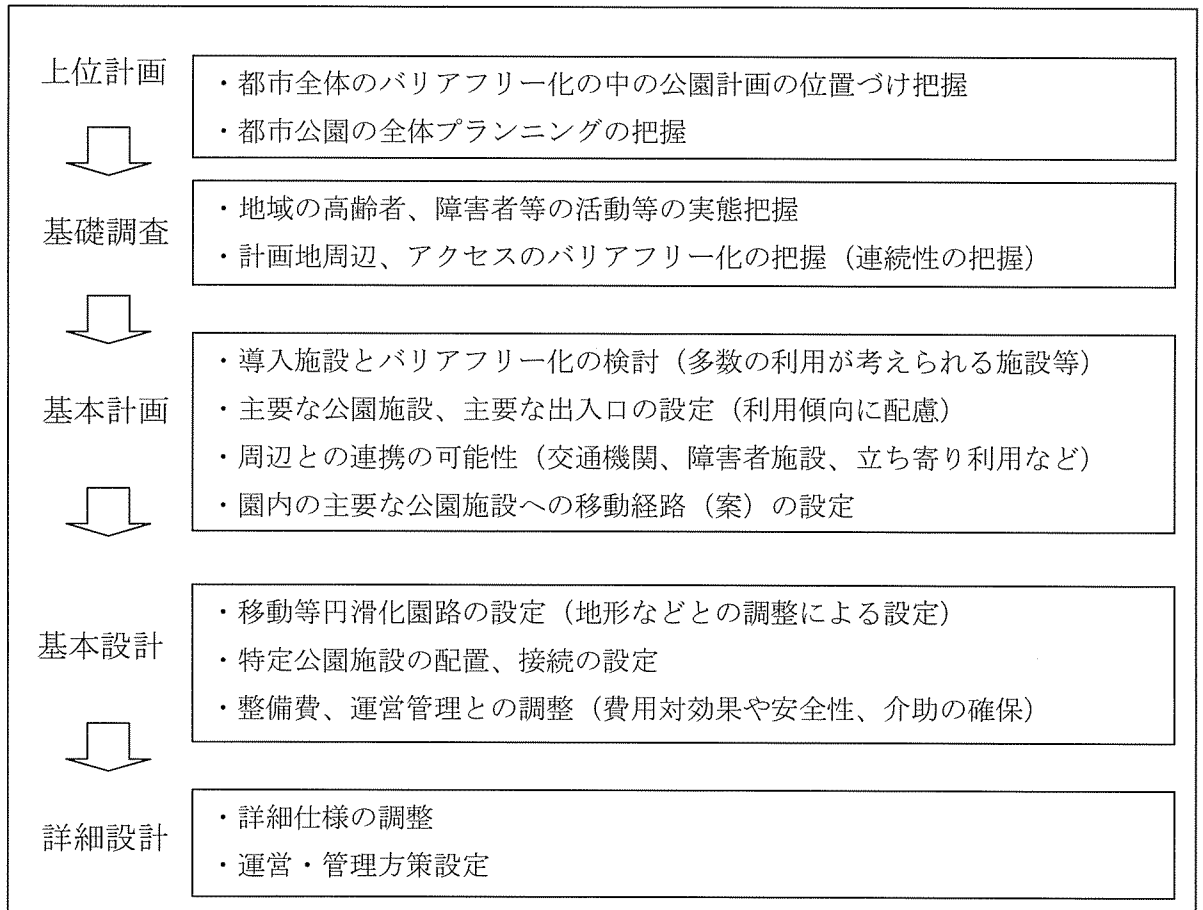 上位計画
・都市全体のバリアフリー化の中の公園計画の位置づけ把握
・都市公園の全体プランニングの把握
基礎調査
・地域の高齢者、障害者等の活動等の実態把握
・計画地周辺、アクセスのバリアフリー化の把握（連続性の把握）
基本計画
・導入施設とバリアフリー化の検討（多数の利用が考えられる施設等）
・主要な公園施設、主要な出入口の設定（利用傾向に配慮）
・周辺との連携の可能性（交通機関、障害者施設、立ち寄り利用など）
・園内の主要な公園施設への移動経路（案）の設定
基本設計
・移動等円滑化園路の設定（地形などとの調整による設定）
・特定公園施設の配置、接続の設定
・整備費、運営管理との調整（費用対効果や安全性、介助の確保）
詳細設計
・詳細仕様の調整
・運営・管理方策設定